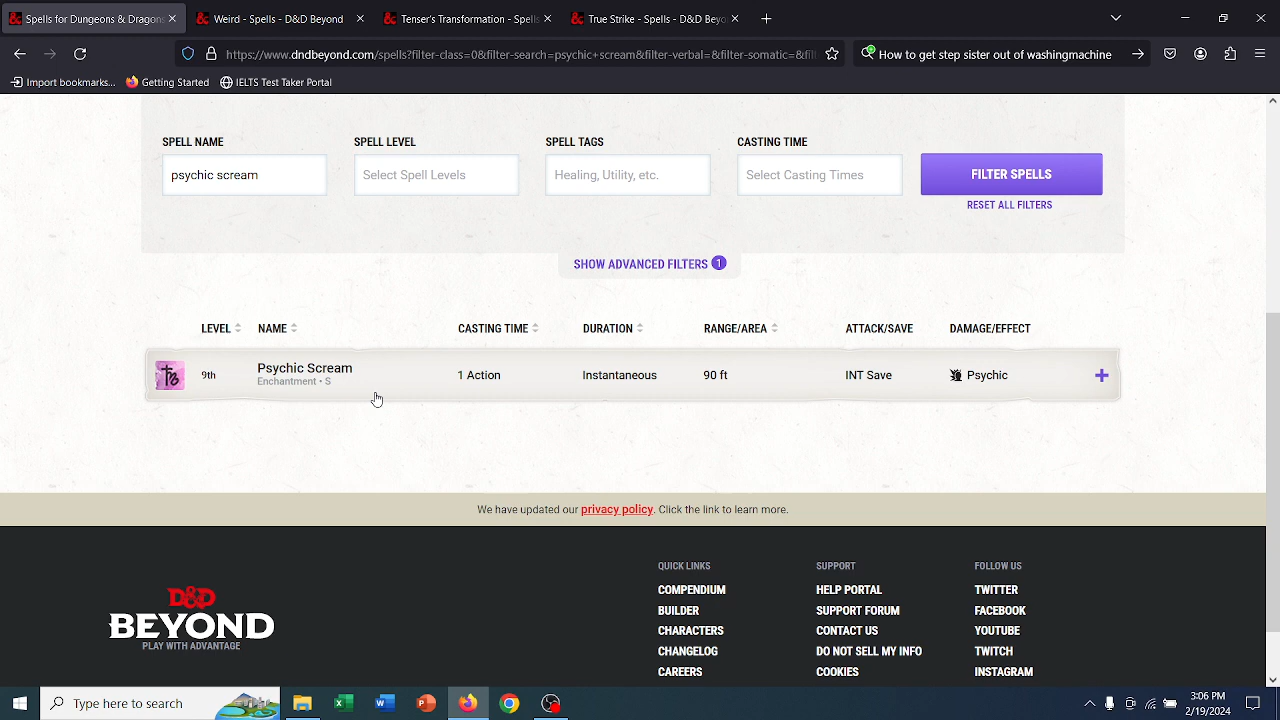 Spells for Dungeons & Dragons
Weird - Spells - D&D Beyond
Tenser's Transformation - Spells
True Strike - Spells - D&D Beyond
https://www.dndbeyond.com/spells?filter-class=0&filter-search=psychic+scream&filter-verbal=&filter-somatic=&fil
How to get step sister out of washingmachine
Import bookmarks...
Getting Started
IELTS Test Taker Portal
SPELL NAME
SPELL LEVEL
SPELL TAGS
CASTING TIME
psychic scream
Select Spell Levels
Healing, Utility, etc.
Select Casting Times
FILTER SPELLS
RESET ALL FILTERS
SHOW ADVANCED FILTERS 1
LEVEL NAME CASTING TIME DURATION RANGE/AREA ATTACK/SAVE DAMAGE/EFFECT
9th Psychic Scream 1 Action Instantaneous 90 ft INT Save Psychic
Enchantment • S
We have updated our privacy policy. Click the link to learn more.
D&D
BEYOND
PLAY WITH ADVANTAGE
QUICK LINKS
COMPENDIUM
BUILDER
CHARACTERS
CHANGELOG
CAREERS
SUPPORT
HELP PORTAL
SUPPORT FORUM
CONTACT US
DO NOT SELL MY INFO
COOKIES
FOLLOW US
TWITTER
FACEBOOK
YOUTUBE
TWITCH
INSTAGRAM
Type here to search
3:06 PM
2/19/2024